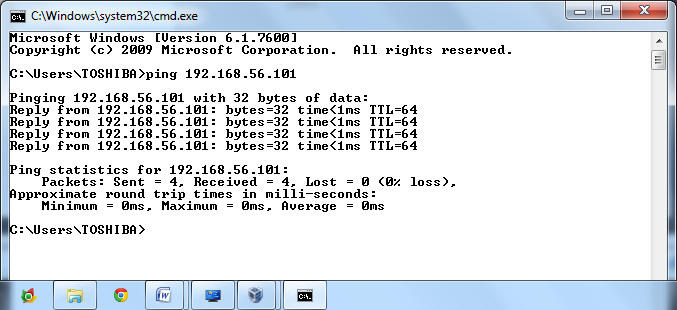 C:\Windows\system32\cmd.exe
Microsoft Windows [Version 6.1.7600]
Copyright (c) 2009 Microsoft Corporation.  All rights reserved.
C:\Users\TOSHIBA>ping 192.168.56.101
Pinging 192.168.56.101 with 32 bytes of data:
Reply from 192.168.56.101: bytes=32 time<1ms TTL=64
Reply from 192.168.56.101: bytes=32 time<1ms TTL=64
Reply from 192.168.56.101: bytes=32 time<1ms TTL=64
Reply from 192.168.56.101: bytes=32 time<1ms TTL=64
Ping statistics for 192.168.56.101:
    Packets: Sent = 4, Received = 4, Lost = 0 (0% loss),
Approximate round trip times in milli-seconds:
    Minimum = 0ms, Maximum = 0ms, Average = 0ms
C:\Users\TOSHIBA>